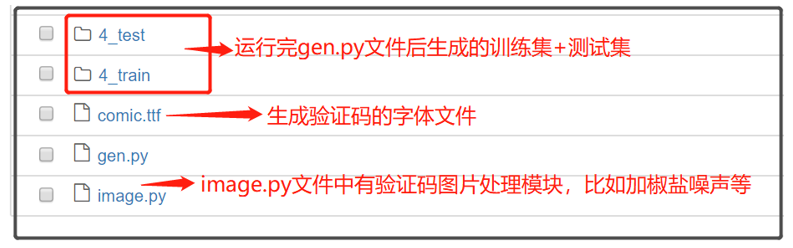 4_test
运行完gen.py文件后生成的训练集+测试集
4_train
comic.ttf
生成验证码的字体文件
gen.py
image.py文件中有验证码图片处理模块，比如加椒盐噪声等
image.py